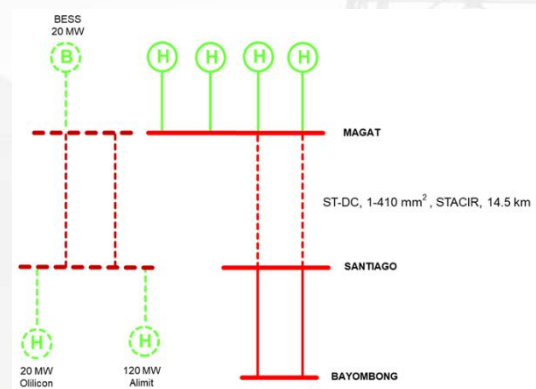 BESS
20 MW
B
H H H H
MAGAT
ST-DC, 1-410 mm², STACIR, 14.5 km
SANTIAGO
H
H
20 MW
Olilicon
120 MW
Alimit
BAYOMBONG